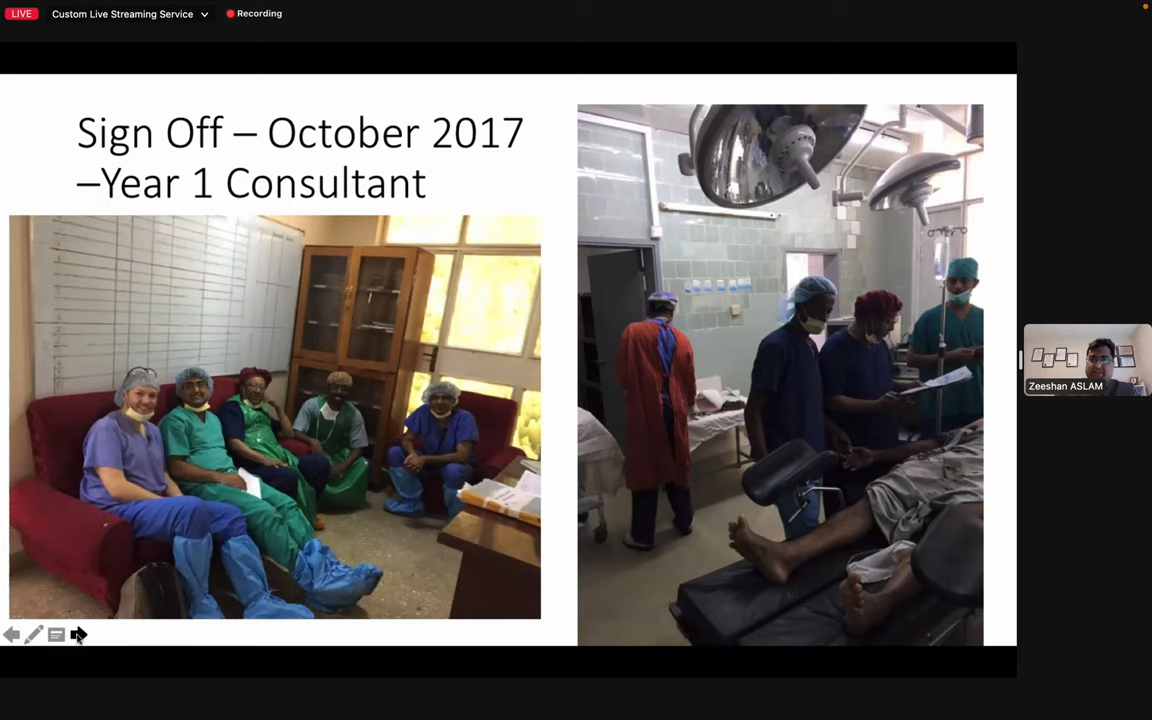 LIVE
Custom Live Streaming Service
Recording
Sign Off – October 2017
–Year 1 Consultant
Zeeshan ASLAM